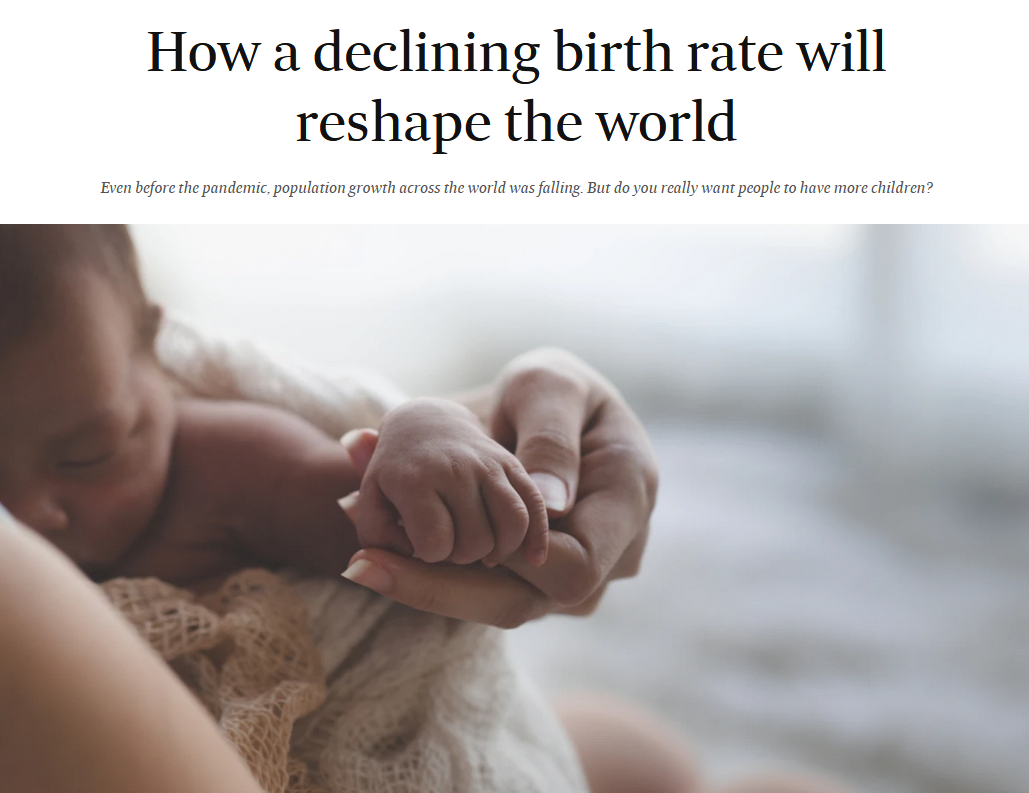 How a declining birth rate will
reshape the world
Even before the pandemic, population growth across the world was falling. But do you really want people to have more children?